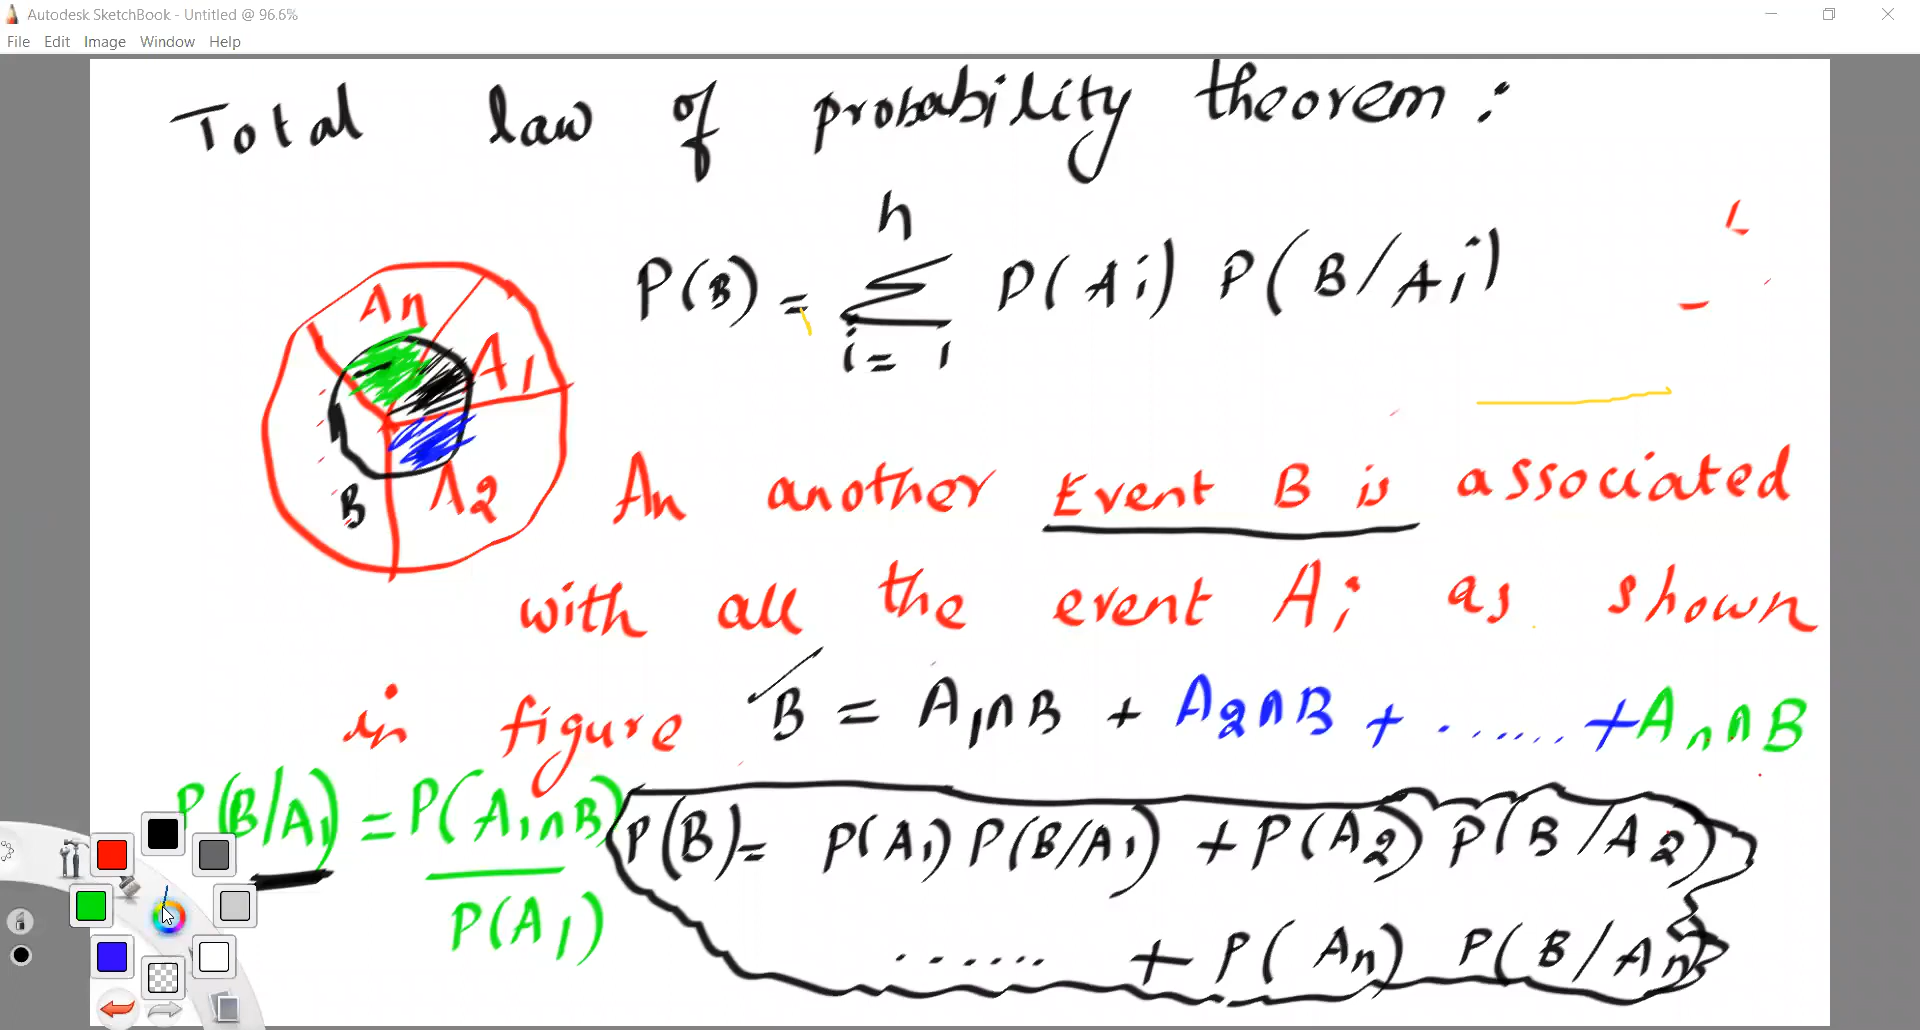 Autodesk SketchBook - Untitled @ 96.6%
File Edit Image Window Help
Total law of probability theorem :
P(B) = n Σ i = 1 P(Ai) P(B/Ai)
An
A1
A2
B
An another Event B is associated
with all the event Ai as shown
in figure B = A1∩B + A2∩B + ...... + An∩B
P(B/A1) = P(A1∩B) / P(A1)
P(B) = P(A1) P(B/A1) + P(A2) P(B/A2)
...... + P(An) P(B/An)